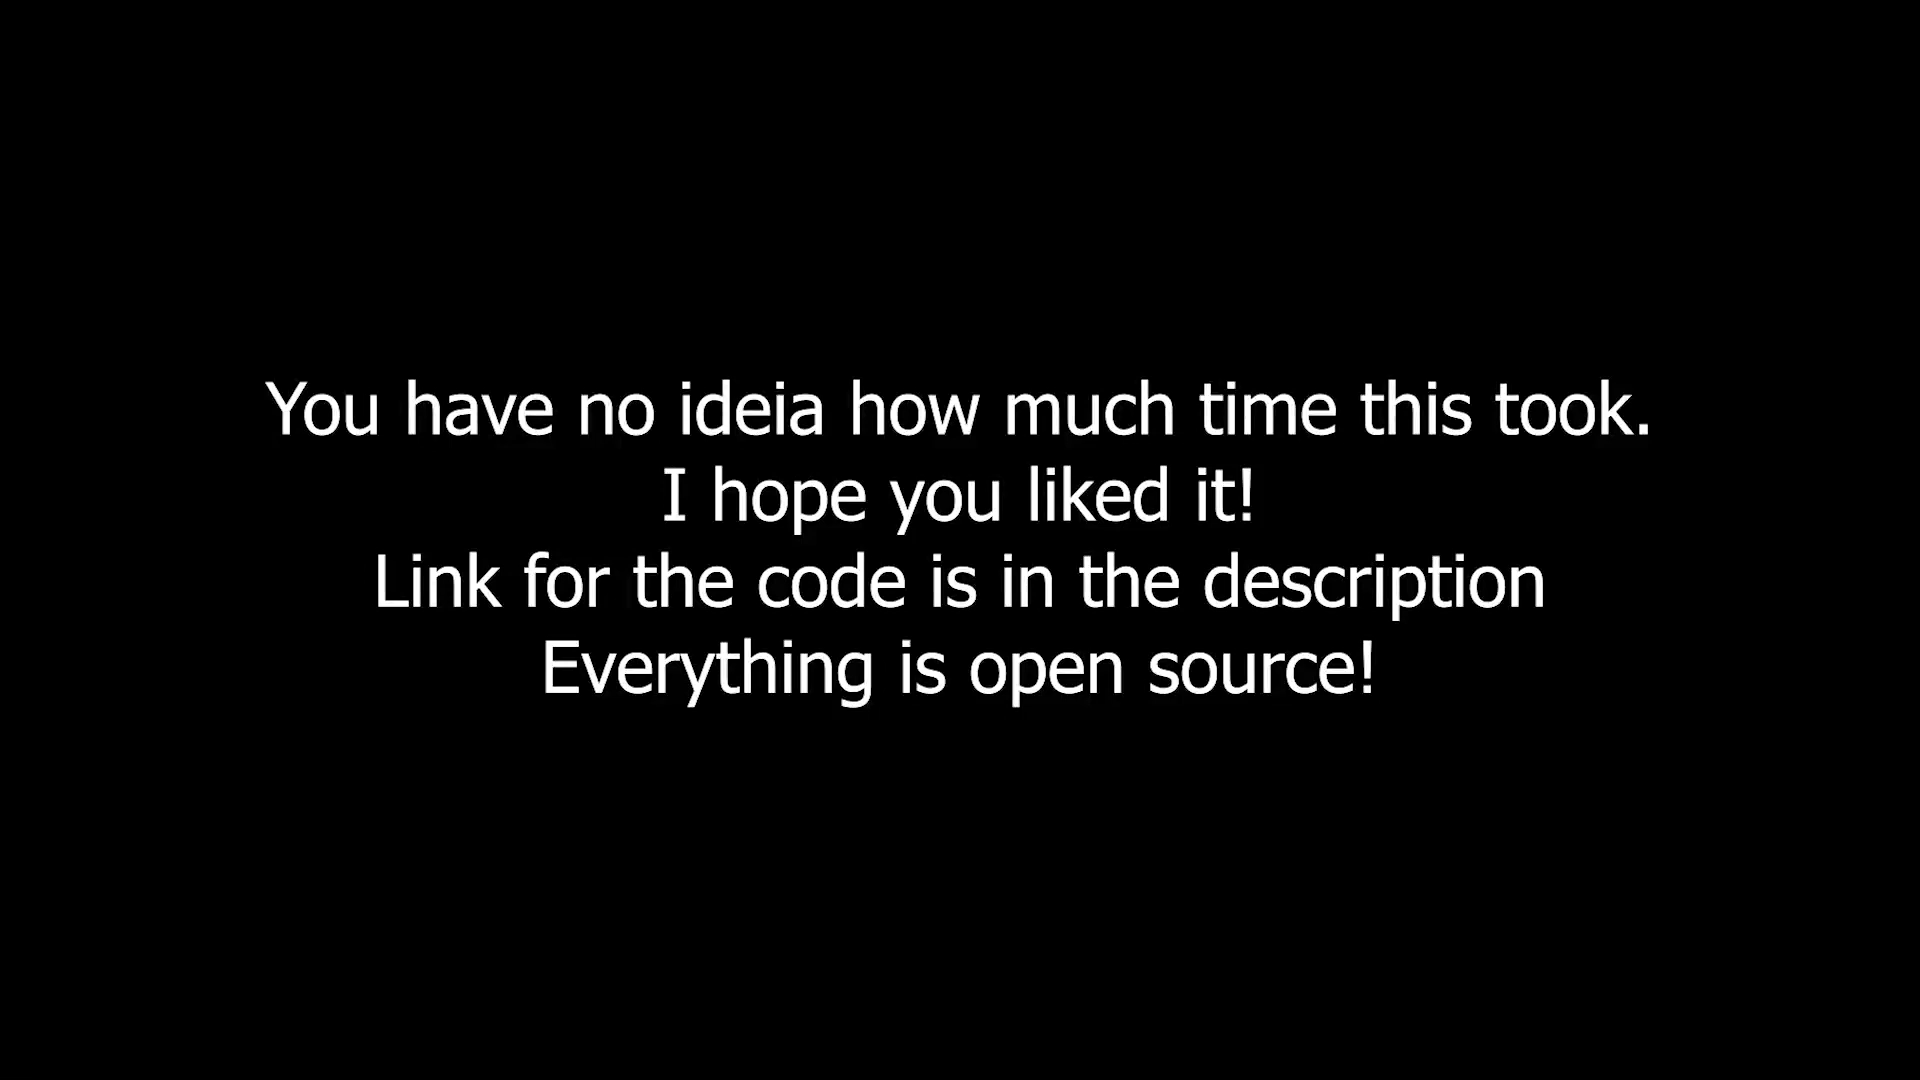 You have no ideia how much time this took.
I hope you liked it!
Link for the code is in the description
Everything is open source!